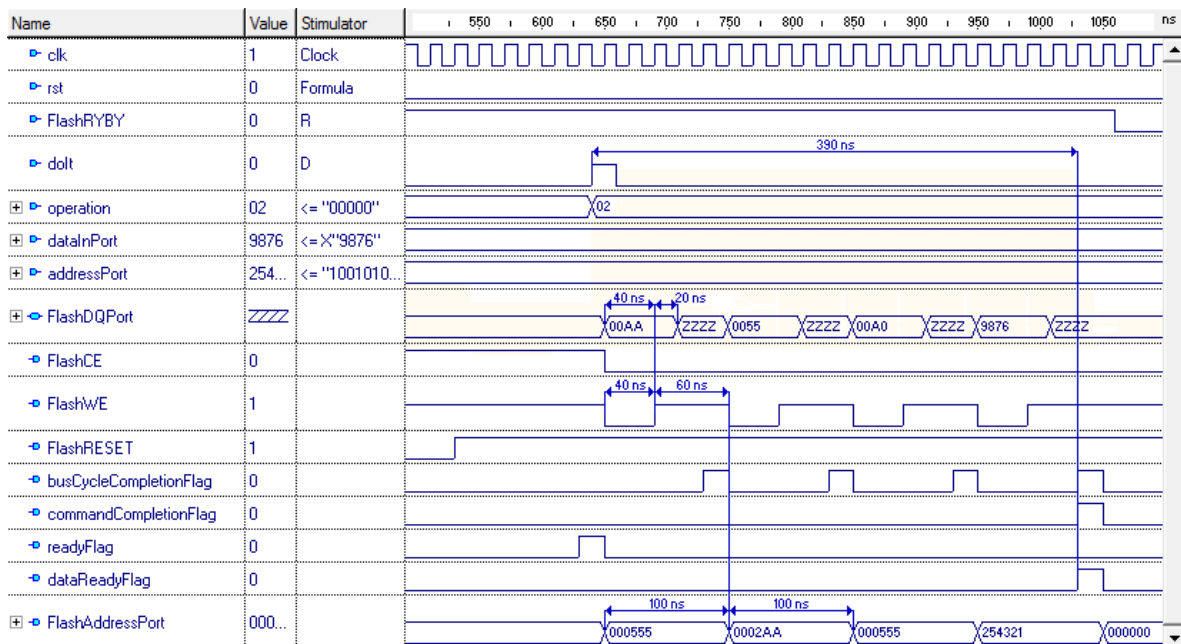 Name Value Stimulator 550 600 650 700 750 800 850 900 950 1000 1050 ns
clk 1 Clock
rst 0 Formula
FlashRYBY 0 R
390 ns
doIt 0 D
operation 02 <= "00000" 02
dataInPort 9876 <= X"9876"
addressPort 254... <= "1001010...
40 ns 20 ns
FlashDQPort ZZZZ 00AA ZZZZ 0055 ZZZZ 00A0 ZZZZ 9876 ZZZZ
FlashCE 0
40 ns 60 ns
FlashWE 1
FlashRESET 1
busCycleCompletionFlag 0
commandCompletionFlag 0
readyFlag 0
dataReadyFlag 0
100 ns 100 ns
FlashAddressPort 000... 000555 0002AA 000555 254321 000000